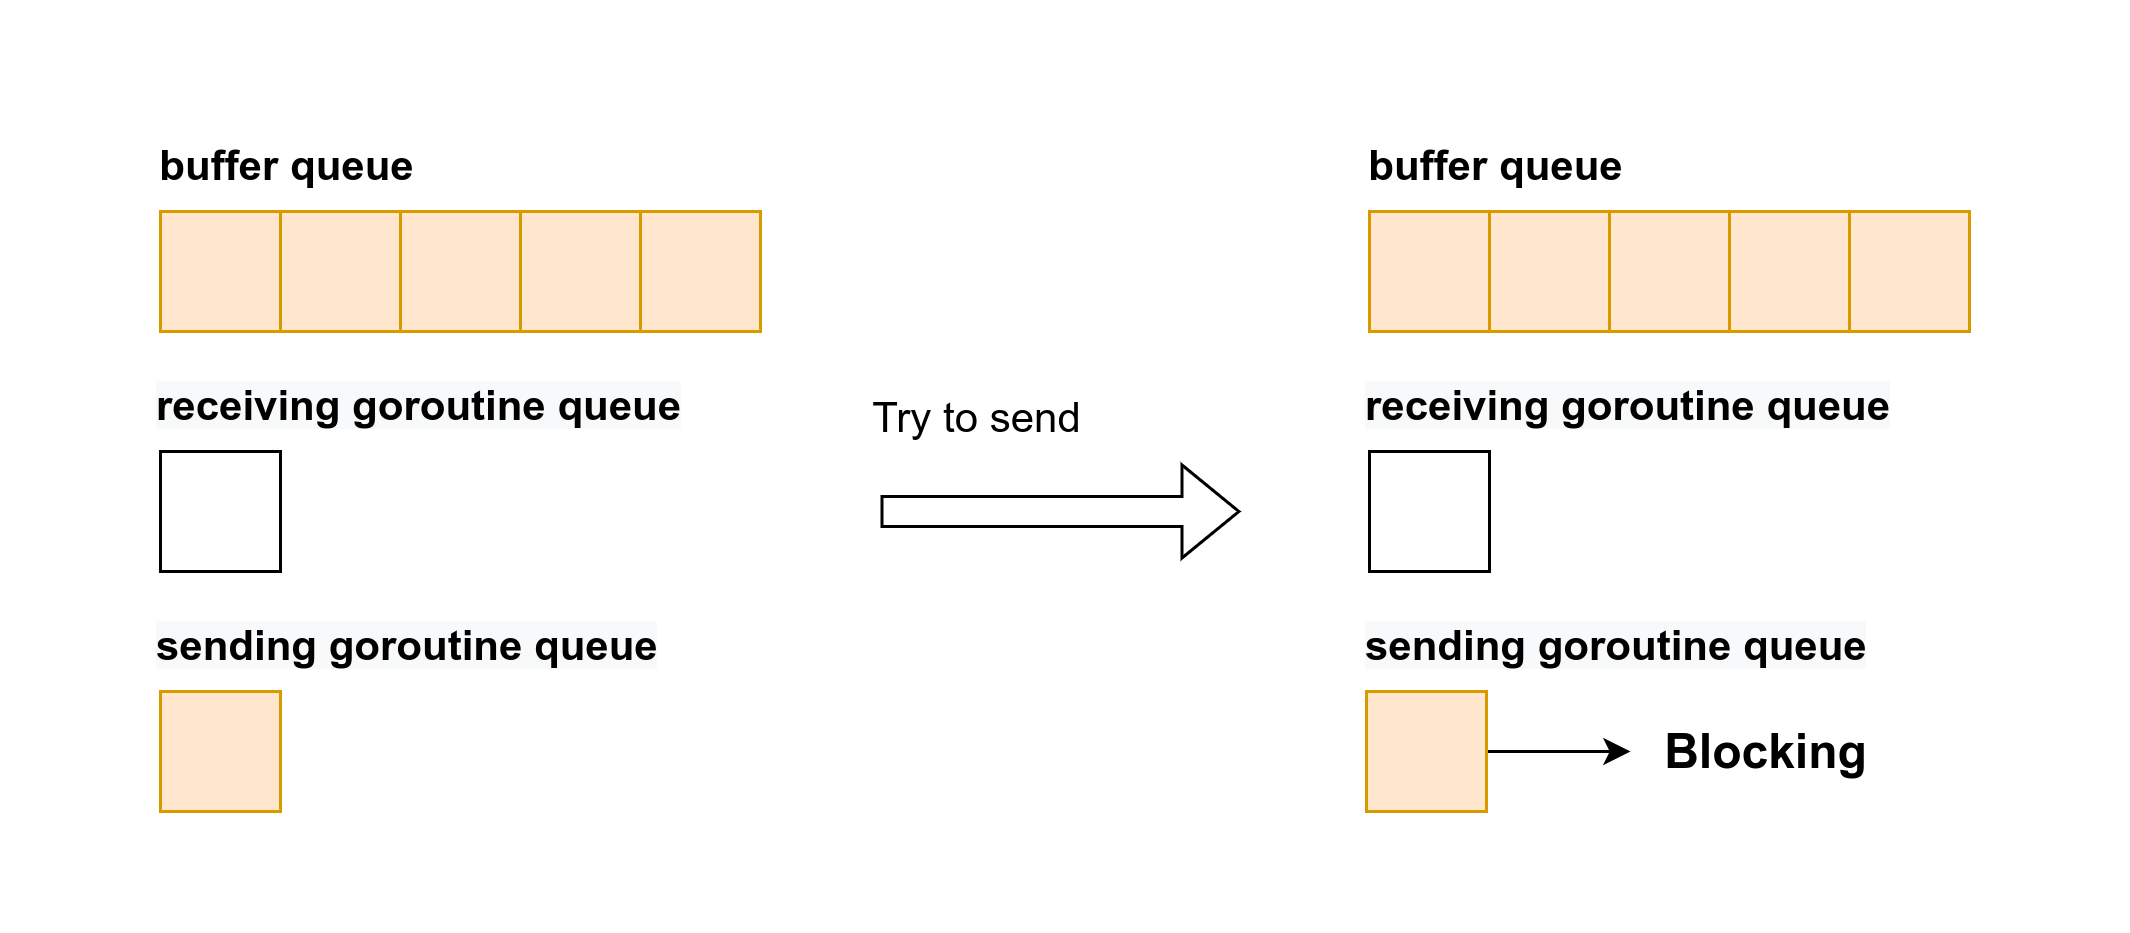 buffer queue
receiving goroutine queue
sending goroutine queue
Try to send
buffer queue
receiving goroutine queue
sending goroutine queue
Blocking